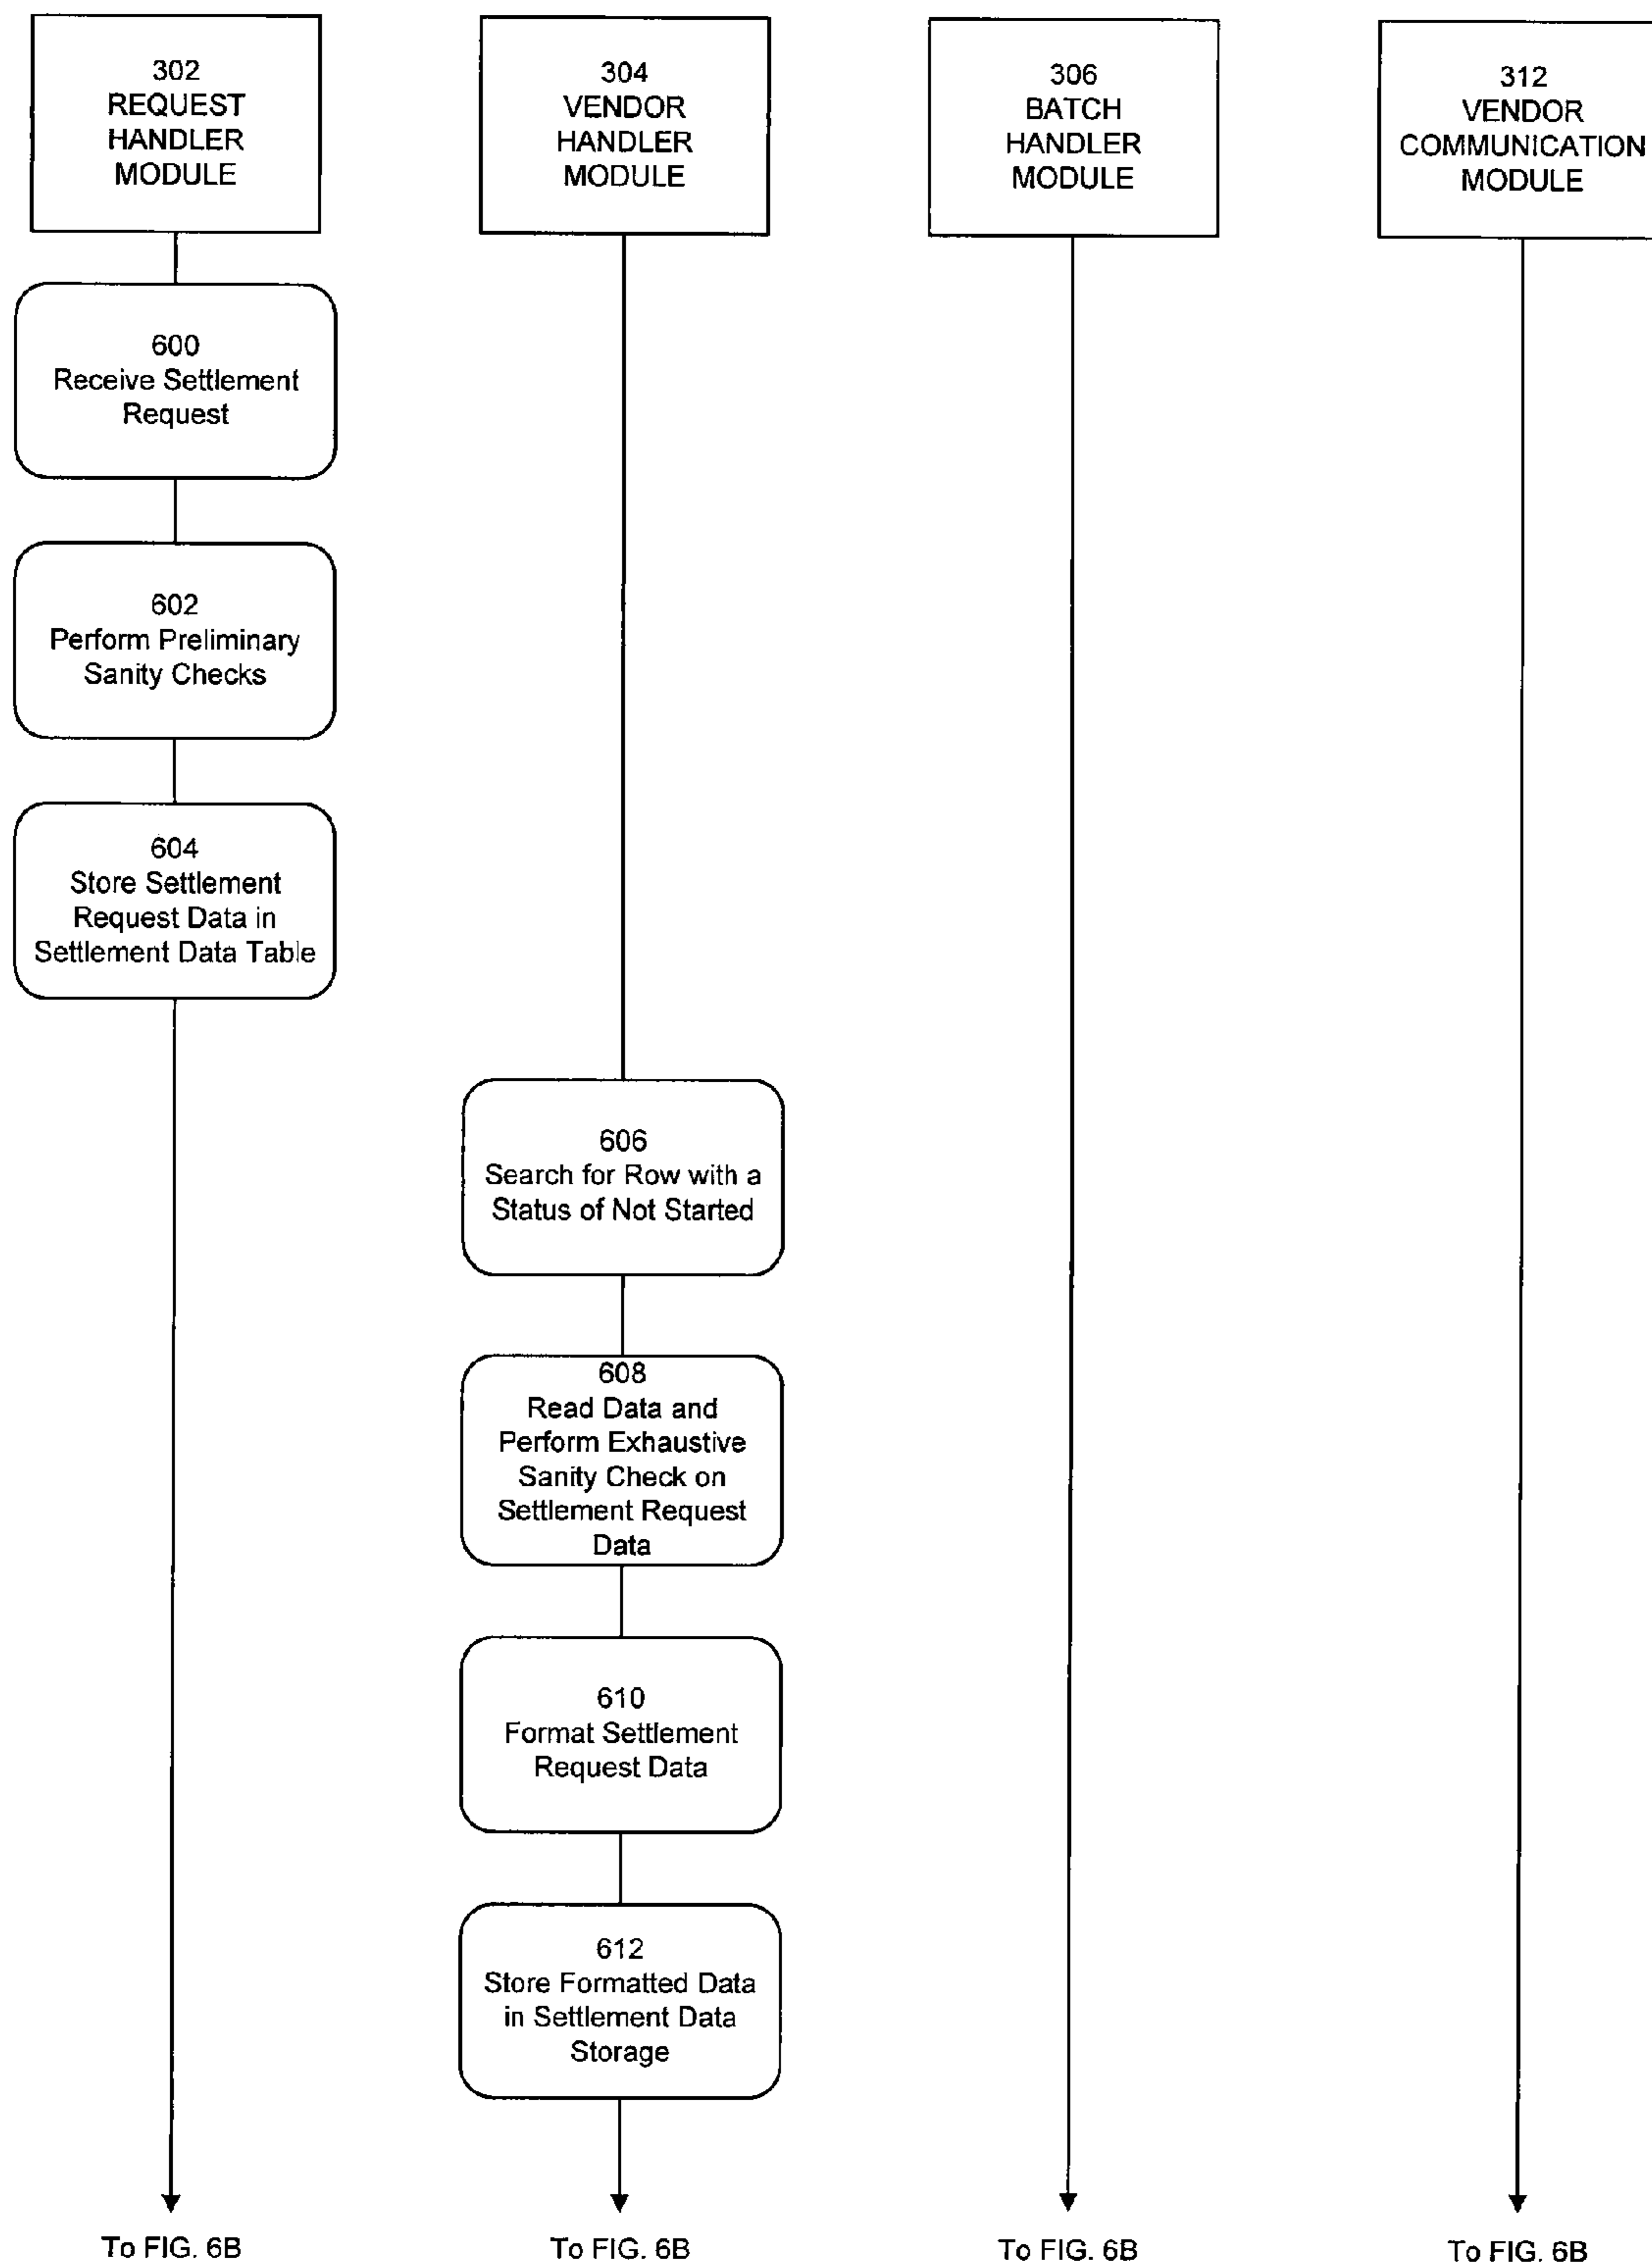 302
REQUEST
HANDLER
MODULE
304
VENDOR
HANDLER
MODULE
306
BATCH
HANDLER
MODULE
312
VENDOR
COMMUNICATION
MODULE
600
Receive Settlement
Request
602
Perform Preliminary
Sanity Checks
604
Store Settlement
Request Data in
Settlement Data Table
606
Search for Row with a
Status of Not Started
608
Read Data and
Perform Exhaustive
Sanity Check on
Settlement Request
Data
610
Format Settlement
Request Data
612
Store Formatted Data
in Settlement Data
Storage
To FIG. 6B
To FIG. 6B
To FIG. 6B
To FIG. 6B